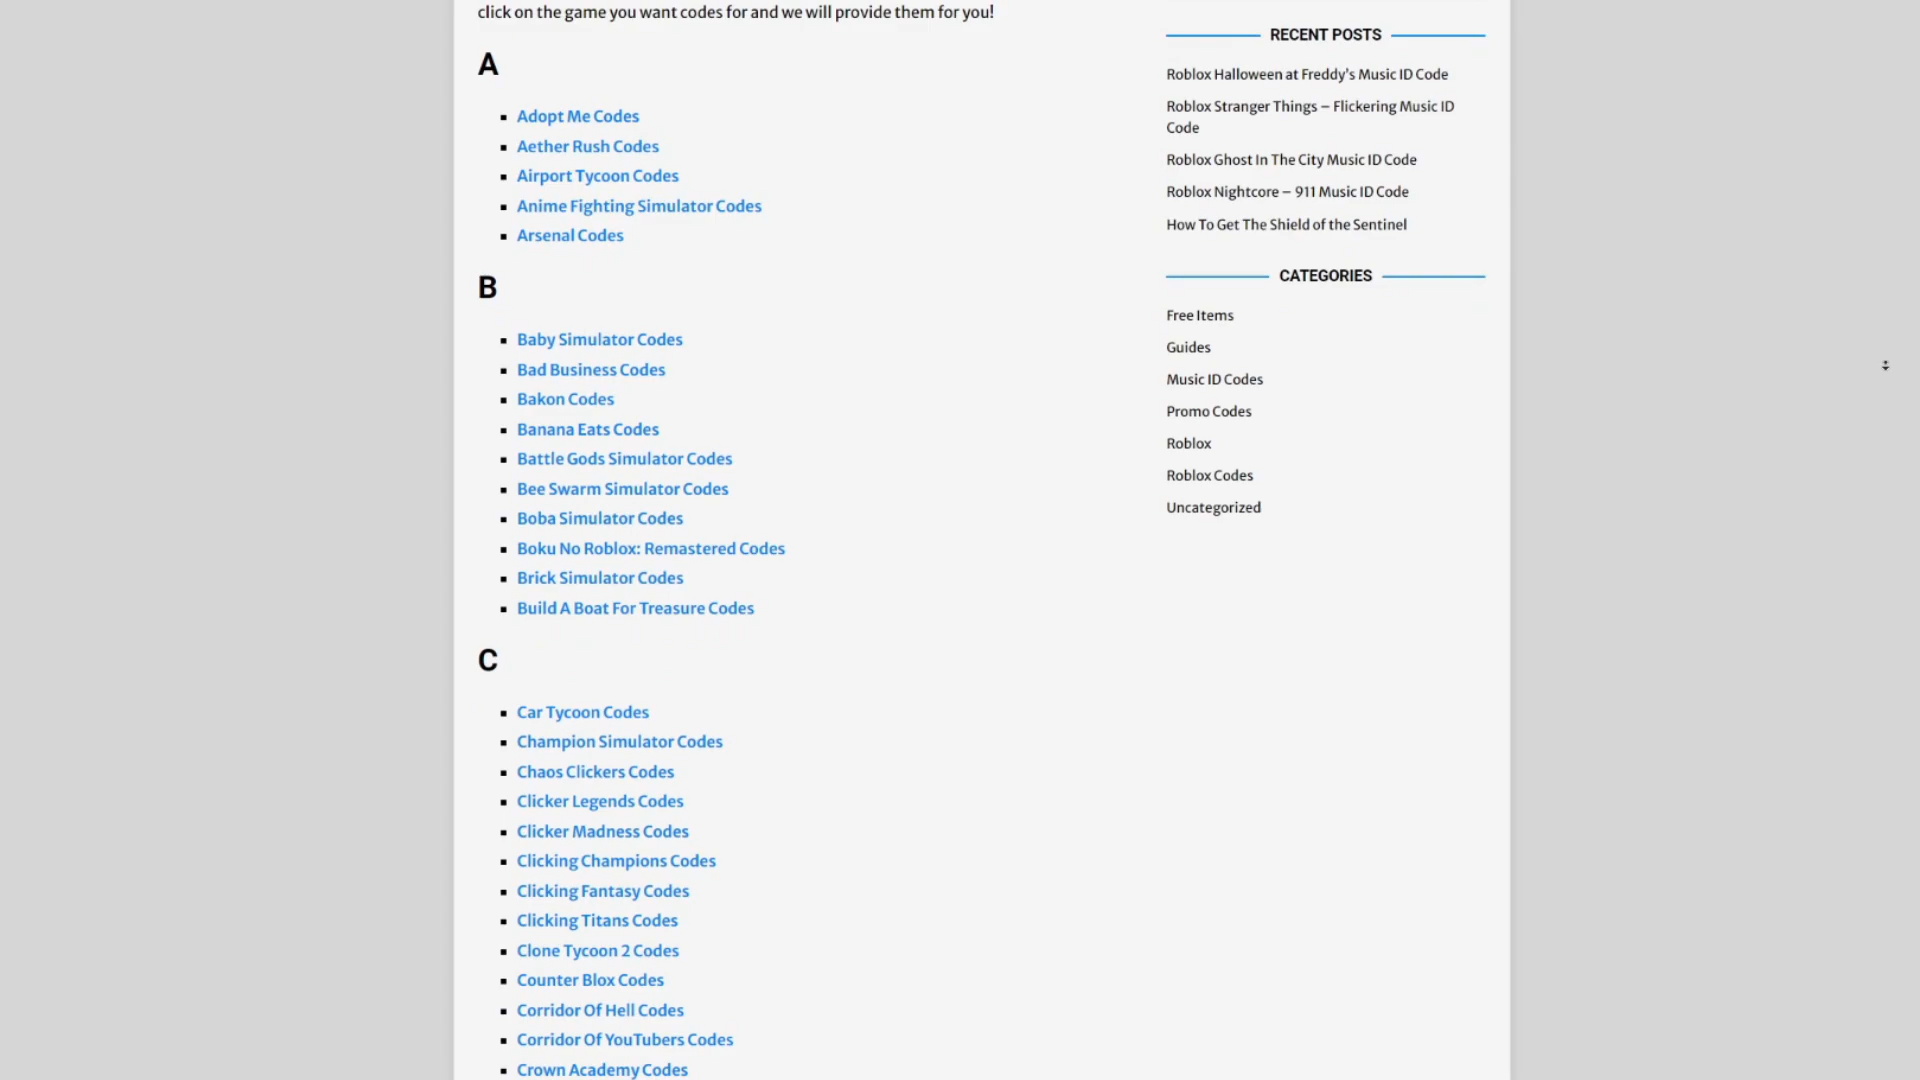 click on the game you want codes for and we will provide them for you!
A
Adopt Me Codes
Aether Rush Codes
Airport Tycoon Codes
Anime Fighting Simulator Codes
Arsenal Codes
B
Baby Simulator Codes
Bad Business Codes
Bakon Codes
Banana Eats Codes
Battle Gods Simulator Codes
Bee Swarm Simulator Codes
Boba Simulator Codes
Boku No Roblox: Remastered Codes
Brick Simulator Codes
Build A Boat For Treasure Codes
C
Car Tycoon Codes
Champion Simulator Codes
Chaos Clickers Codes
Clicker Legends Codes
Clicker Madness Codes
Clicking Champions Codes
Clicking Fantasy Codes
Clicking Titans Codes
Clone Tycoon 2 Codes
Counter Blox Codes
Corridor Of Hell Codes
Corridor Of YouTubers Codes
Crown Academy Codes
RECENT POSTS
Roblox Halloween at Freddy's Music ID Code
Roblox Stranger Things – Flickering Music ID
Code
Roblox Ghost In The City Music ID Code
Roblox Nightcore – 911 Music ID Code
How To Get The Shield of the Sentinel
CATEGORIES
Free Items
Guides
Music ID Codes
Promo Codes
Roblox
Roblox Codes
Uncategorized